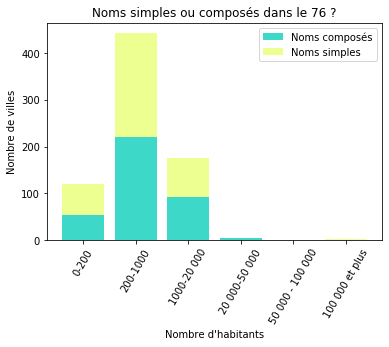 Noms simples ou composés dans le 76 ?
Noms composés
Noms simples
Nombre de villes
400
300
200
100
0
0-200
200-1000
1000-20 000
20 000-50 000
50 000 - 100 000
100 000 et plus
Nombre d'habitants